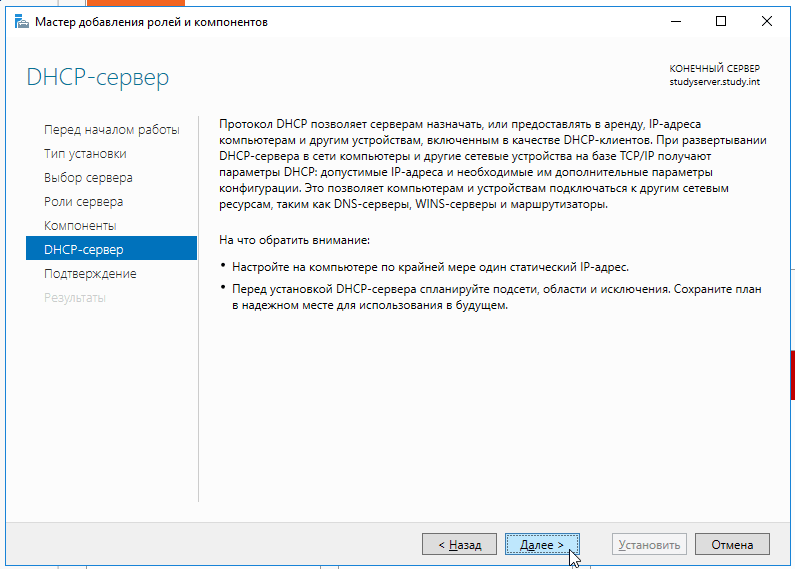 Мастер добавления ролей и компонентов
DHCP-сервер
КОНЕЧНЫЙ СЕРВЕР
studyserver.study.int
Перед началом работы
Тип установки
Выбор сервера
Роли сервера
Компоненты
DHCP-сервер
Подтверждение
Результаты
Протокол DHCP позволяет серверам назначать, или предоставлять в аренду, IP-адреса
компьютерам и другим устройствам, включенным в качестве DHCP-клиентов. При развертывании
DHCP-сервера в сети компьютеры и другие сетевые устройства на базе TCP/IP получают
параметры DHCP: допустимые IP-адреса и необходимые им дополнительные параметры
конфигурации. Это позволяет компьютерам и устройствам подключаться к другим сетевым
ресурсам, таким как DNS-серверы, WINS-серверы и маршрутизаторы.
На что обратить внимание:
• Настройте на компьютере по крайней мере один статический IP-адрес.
• Перед установкой DHCP-сервера спланируйте подсети, области и исключения. Сохраните план
в надежном месте для использования в будущем.
< Назад
Далее >
Установить
Отмена